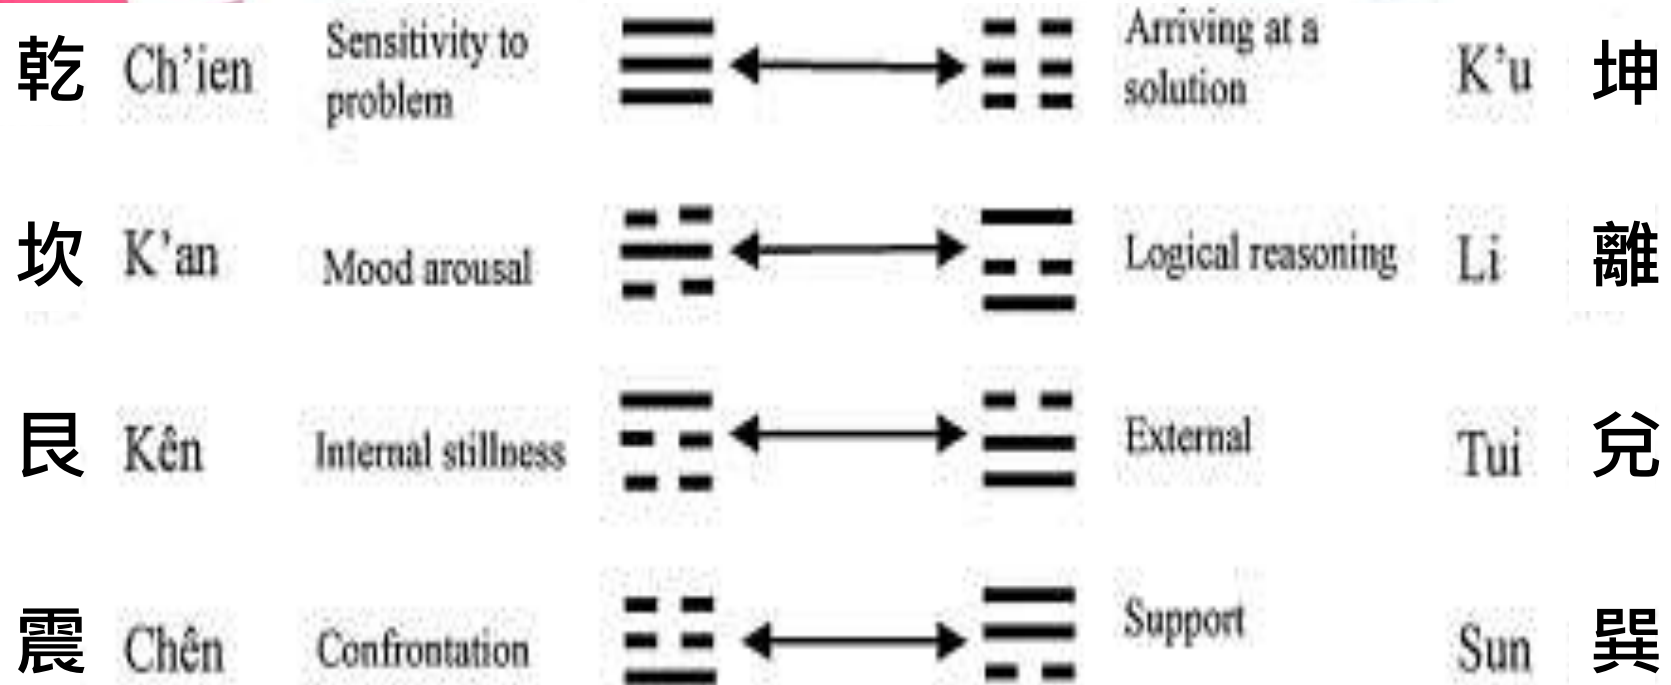 乾 Ch’ien Sensitivity to problem Arriving at a solution K’u 坤
坎 K’an Mood arousal Logical reasoning Li 離
艮 Kên Internal stillness External Tui 兌
震 Chên Confrontation Support Sun 巽